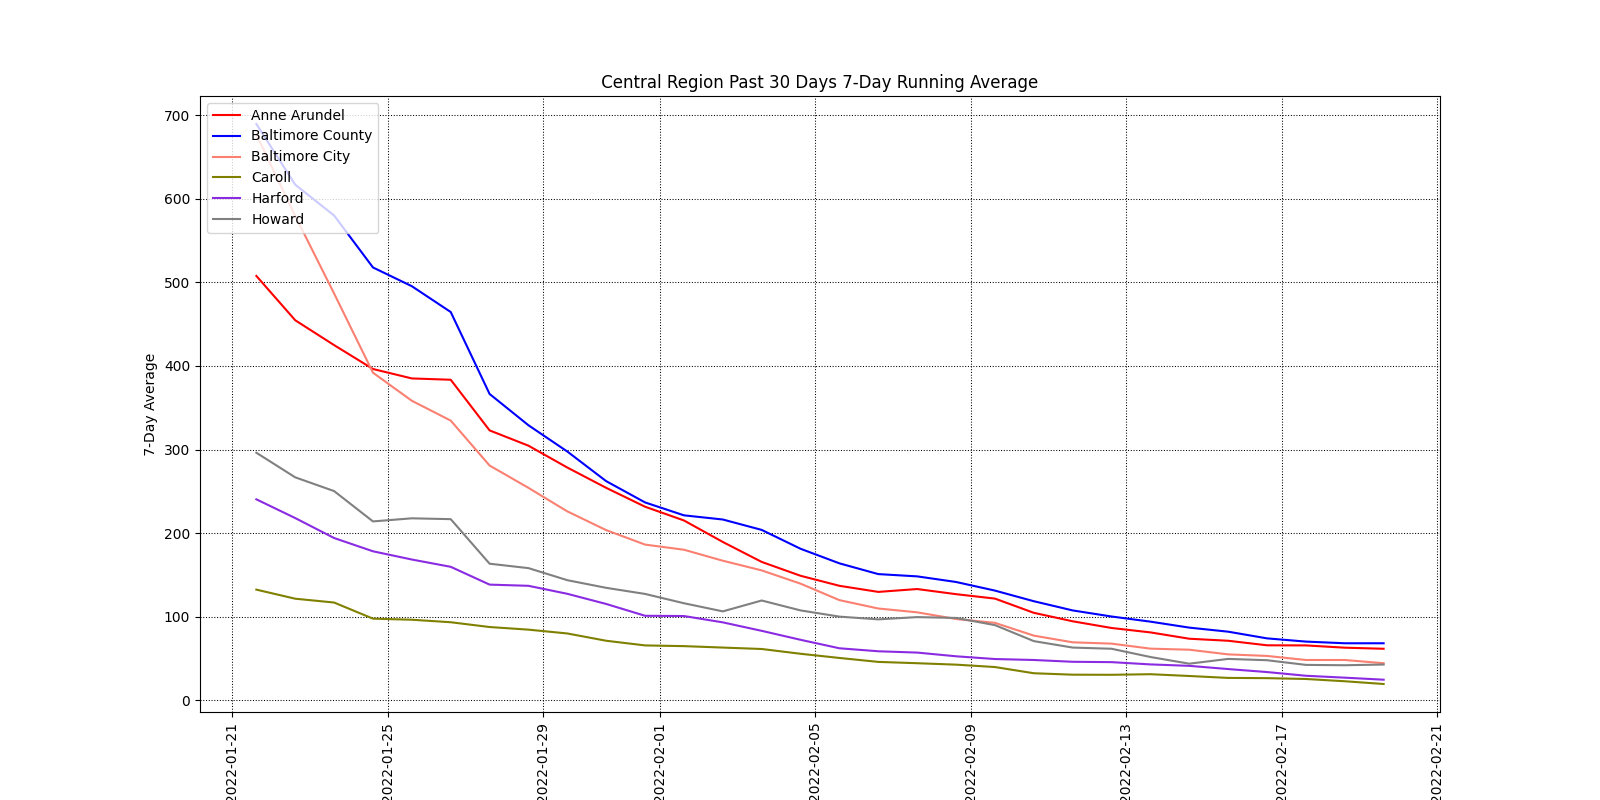 Central Region Past 30 Days 7-Day Running Average
Anne Arundel
Baltimore County
Baltimore City
Caroll
Harford
Howard
7-Day Average
700
600
500
400
300
200
100
0
2022-01-21
2022-01-25
2022-01-29
2022-02-01
2022-02-05
2022-02-09
2022-02-13
2022-02-17
2022-02-21